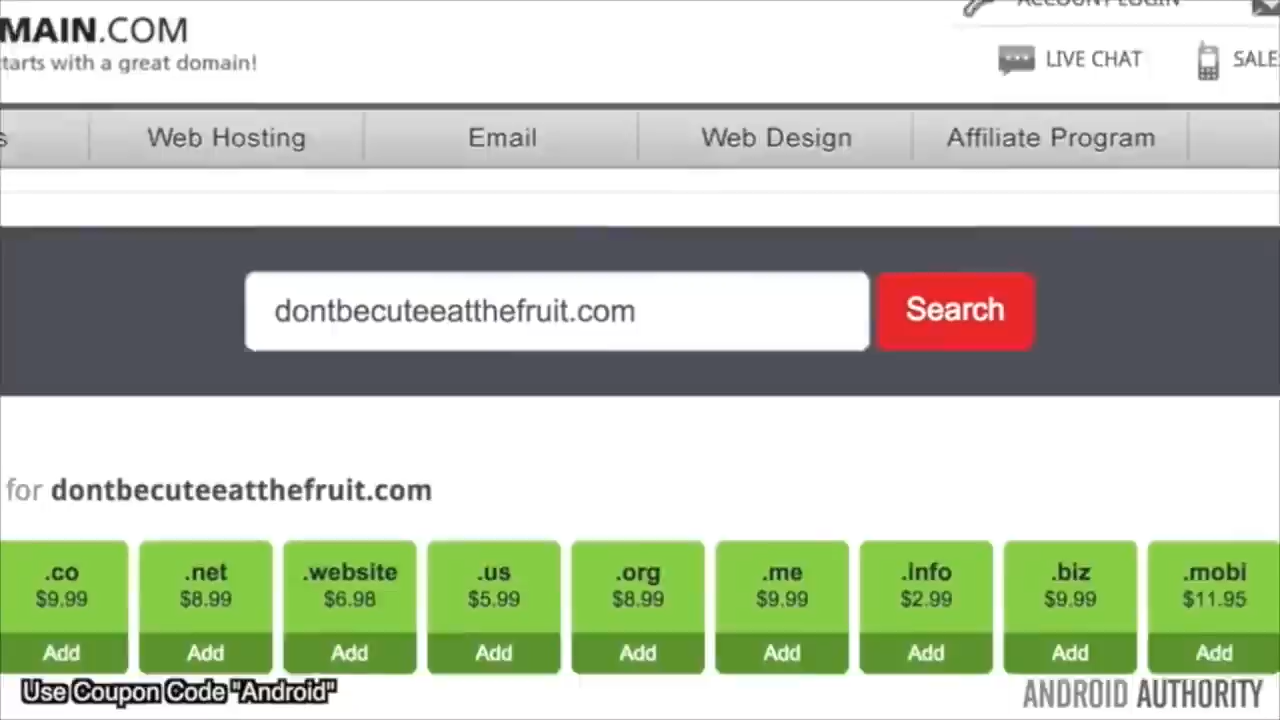 MAIN.COM
ACCOUNT LOGIN
tarts with a great domain!
LIVE CHAT
SALE
s
Web Hosting
Email
Web Design
Affiliate Program
dontbecuteeatthefruit.com
Search
for dontbecuteeatthefruit.com
.co
$9.99
Add
.net
$8.99
Add
.website
$6.98
Add
.us
$5.99
Add
.org
$8.99
Add
.me
$9.99
Add
.info
$2.99
Add
.biz
$9.99
Add
.mobi
$11.95
Add
Use Coupon Code "Android"
ANDROID AUTHORITY